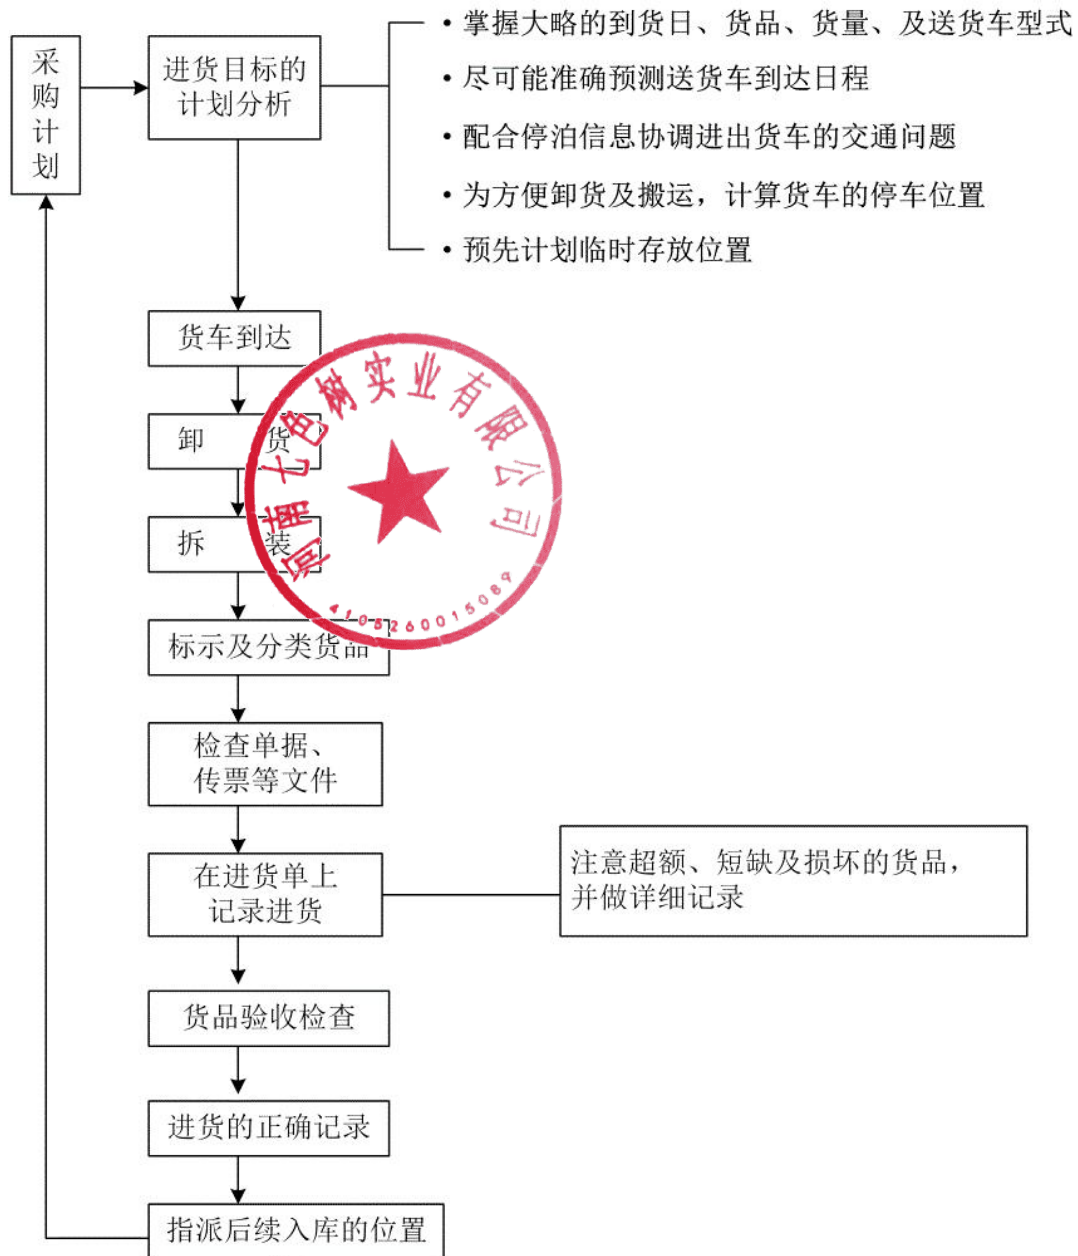 采购计划
进货目标的
计划分析
• 掌握大略的到货日、货品、货量、及送货车型式
• 尽可能准确预测送货车到达日程
• 配合停泊信息协调进出货车的交通问题
• 为方便卸货及搬运，计算货车的停车位置
• 预先计划临时存放位置
货车到达
卸 货
拆 装
标示及分类货品
河南七色树实业有限公司
4105260015089
检查单据、
传票等文件
在进货单上
记录进货
注意超额、短缺及损坏的货品，
并做详细记录
货品验收检查
进货的正确记录
指派后续入库的位置